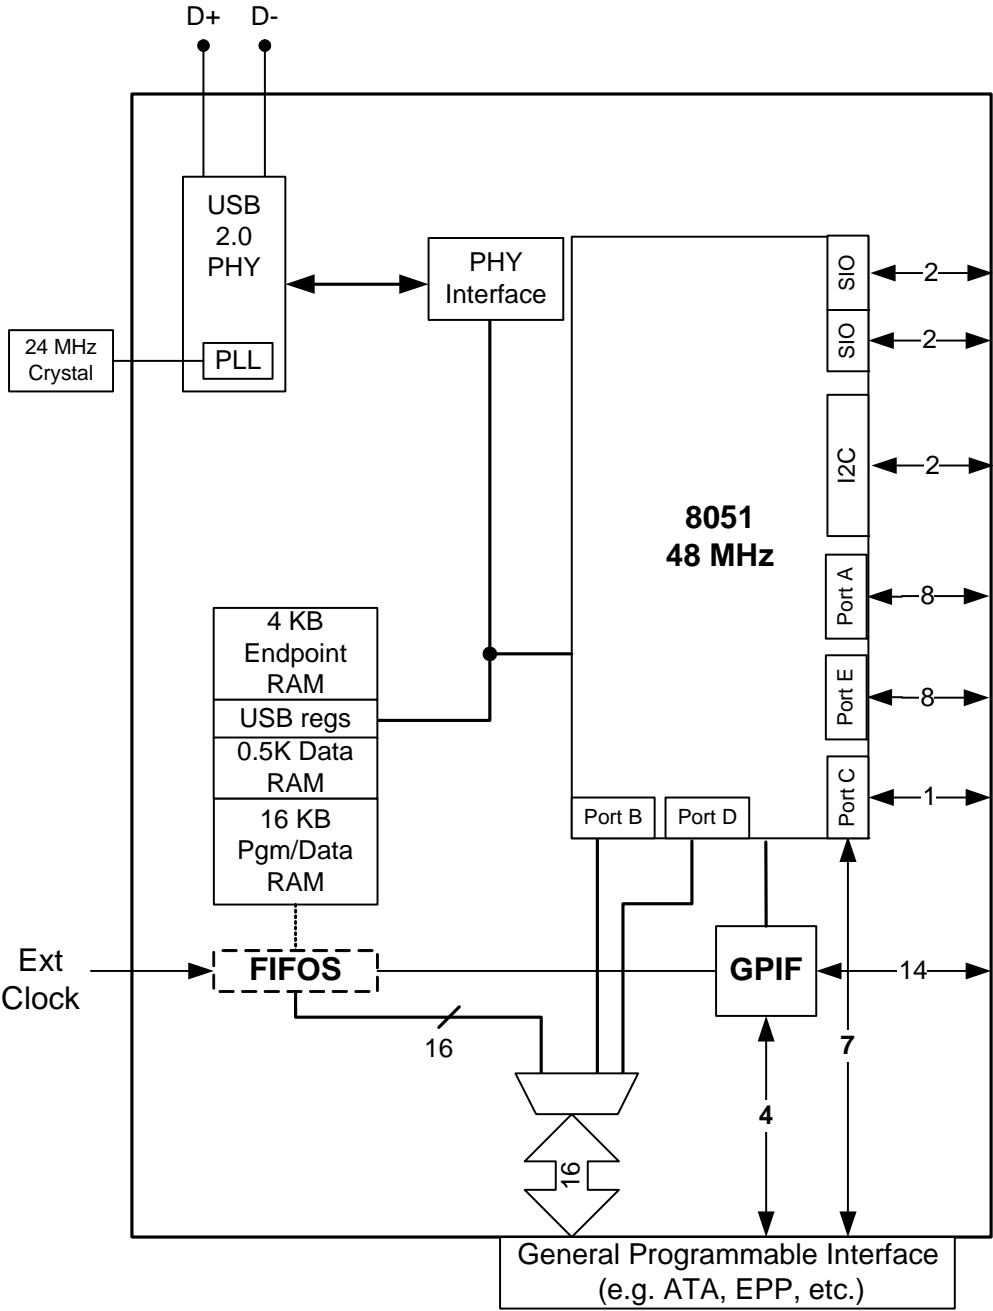 D+ D-
USB
2.0
PHY
PLL
24 MHz
Crystal
PHY
Interface
SIO
2
SIO
2
I2C
2
8051
48 MHz
Port A
8
Port E
8
Port C
1
Port B
Port D
4 KB
Endpoint
RAM
USB regs
0.5K Data
RAM
16 KB
Pgm/Data
RAM
Ext
Clock
FIFOS
GPIF
14
16
7
4
16
General Programmable Interface
(e.g. ATA, EPP, etc.)